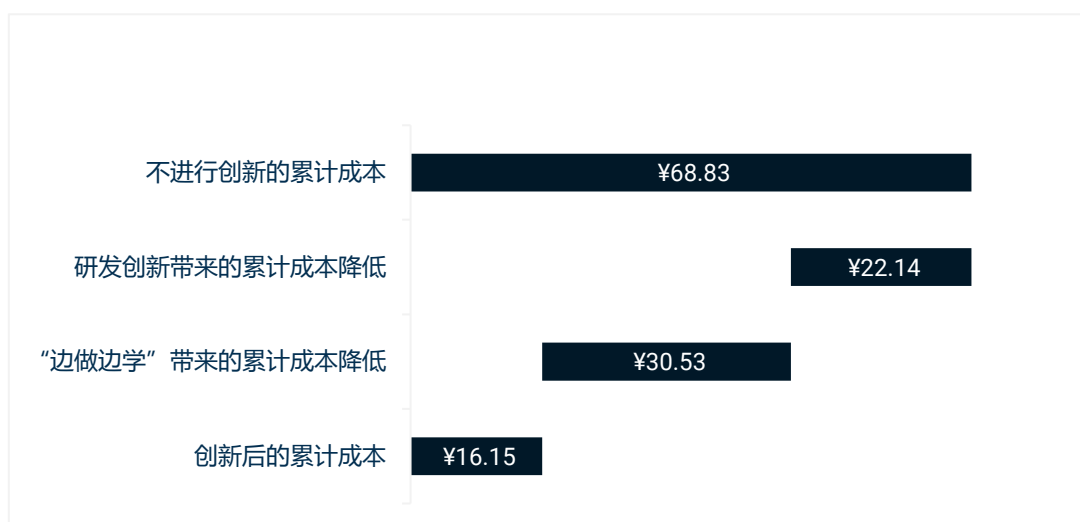 不进行创新的累计成本 ¥68.83
研发创新带来的累计成本降低 ¥22.14
“边做边学”带来的累计成本降低 ¥30.53
创新后的累计成本 ¥16.15